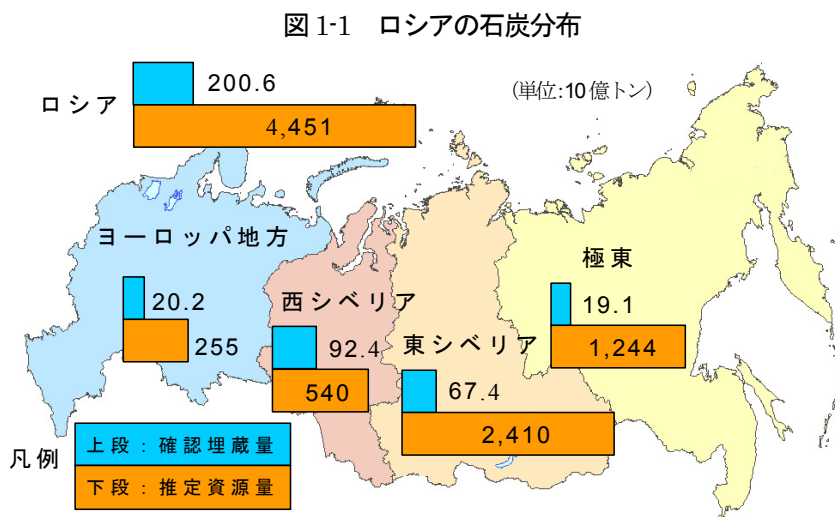 図 1-1 ロシアの石炭分布
(単位:10億トン)
ロシア
200.6
4,451
ヨーロッパ地方
20.2
255
西シベリア
92.4
540
東シベリア
67.4
2,410
極東
19.1
1,244
凡例
上段：確認埋蔵量
下段：推定資源量